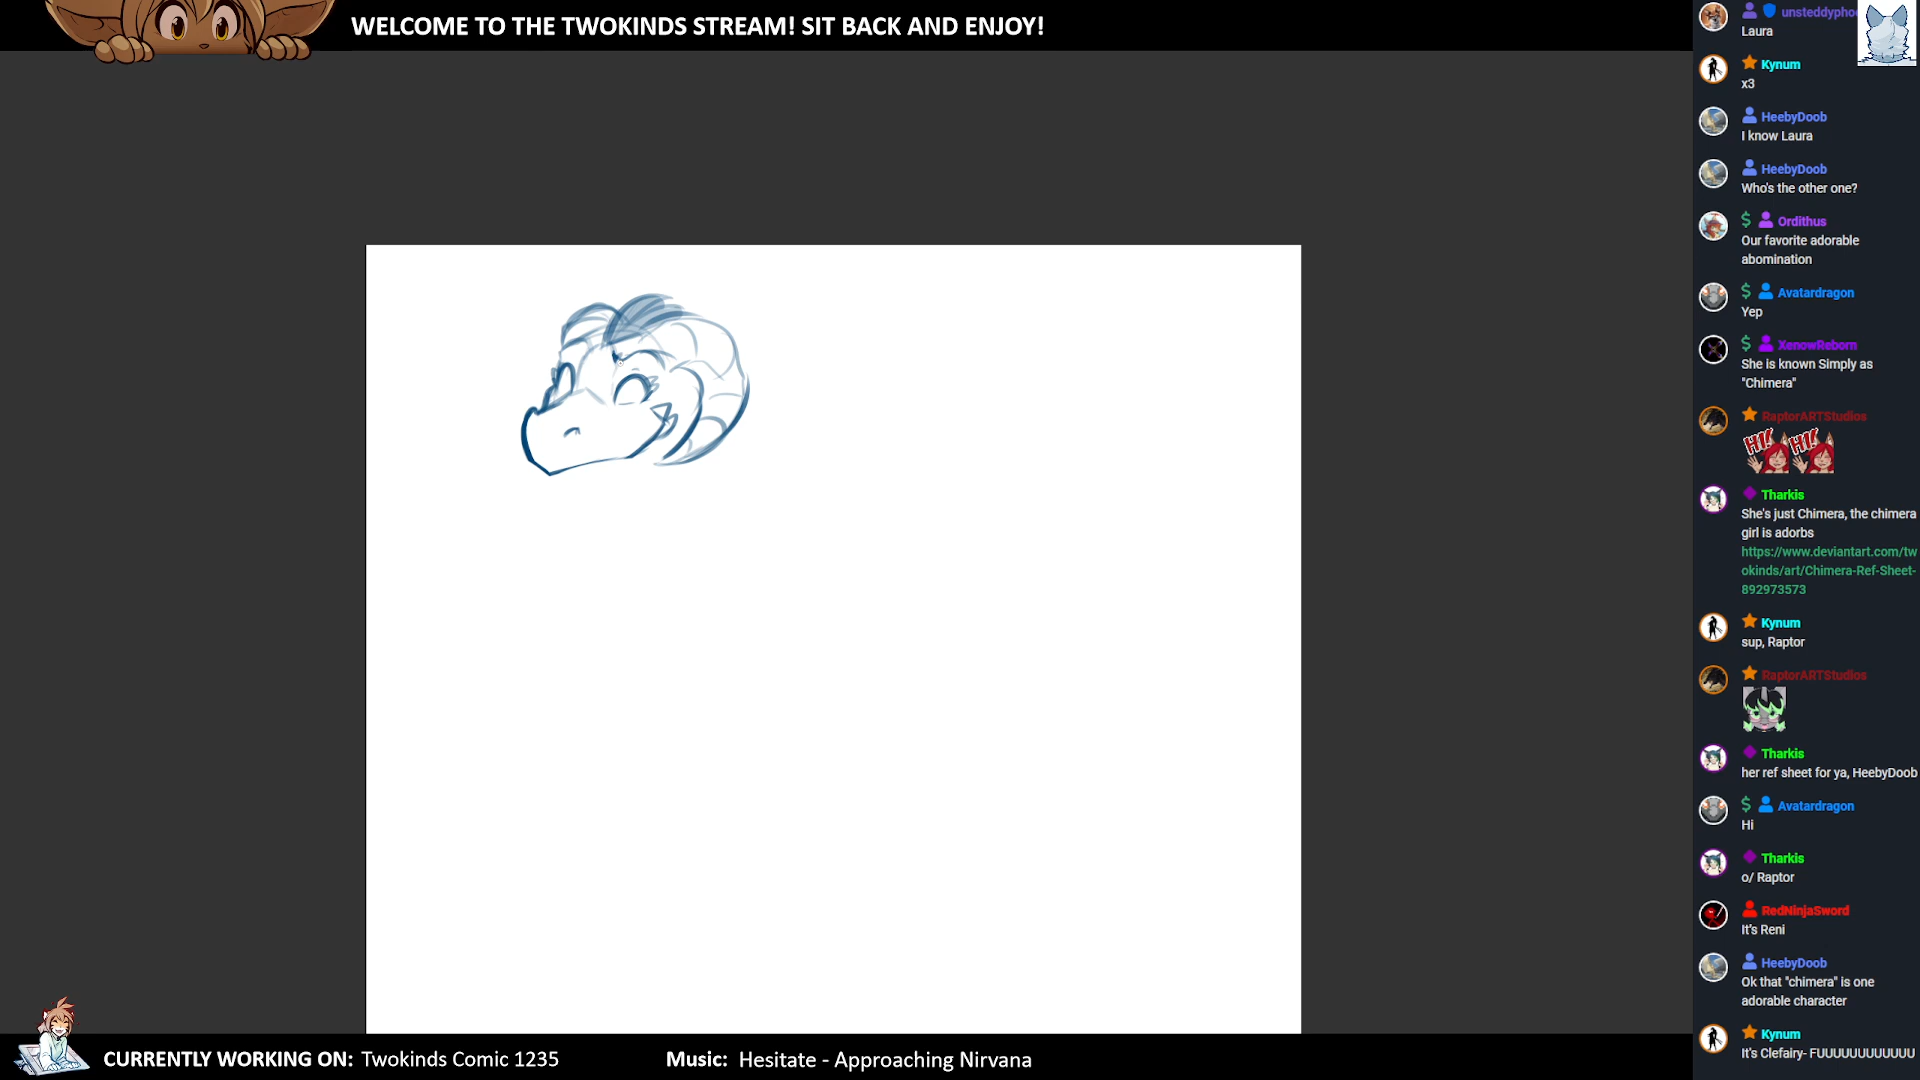 WELCOME TO THE TWOKINDS STREAM! SIT BACK AND ENJOY!
Laura
Kynum
x3
HeebyDoob
I know Laura
HeebyDoob
Who's the other one?
$ Ordithus
Our favorite adorable
abomination
$ Avatardragon
Yep
$ XenowReborn
She is known Simply as
"Chimera"
RaptorARTStudios
HI! HI!
Tharkis
She's just Chimera, the chimera
girl is adorbs
https://www.deviantart.com/tw
okinds/art/Chimera-Ref-Sheet-
892973573
Kynum
sup, Raptor
RaptorARTStudios
Tharkis
her ref sheet for ya, HeebyDoob
$ Avatardragon
Hi
Tharkis
o/ Raptor
RedNinjaSword
It's Reni
HeebyDoob
Ok that "chimera" is one
adorable character
Kynum
It's Clefairy- FUUUUUUUUUUUU
CURRENTLY WORKING ON: Twokinds Comic 1235
Music: Hesitate - Approaching Nirvana